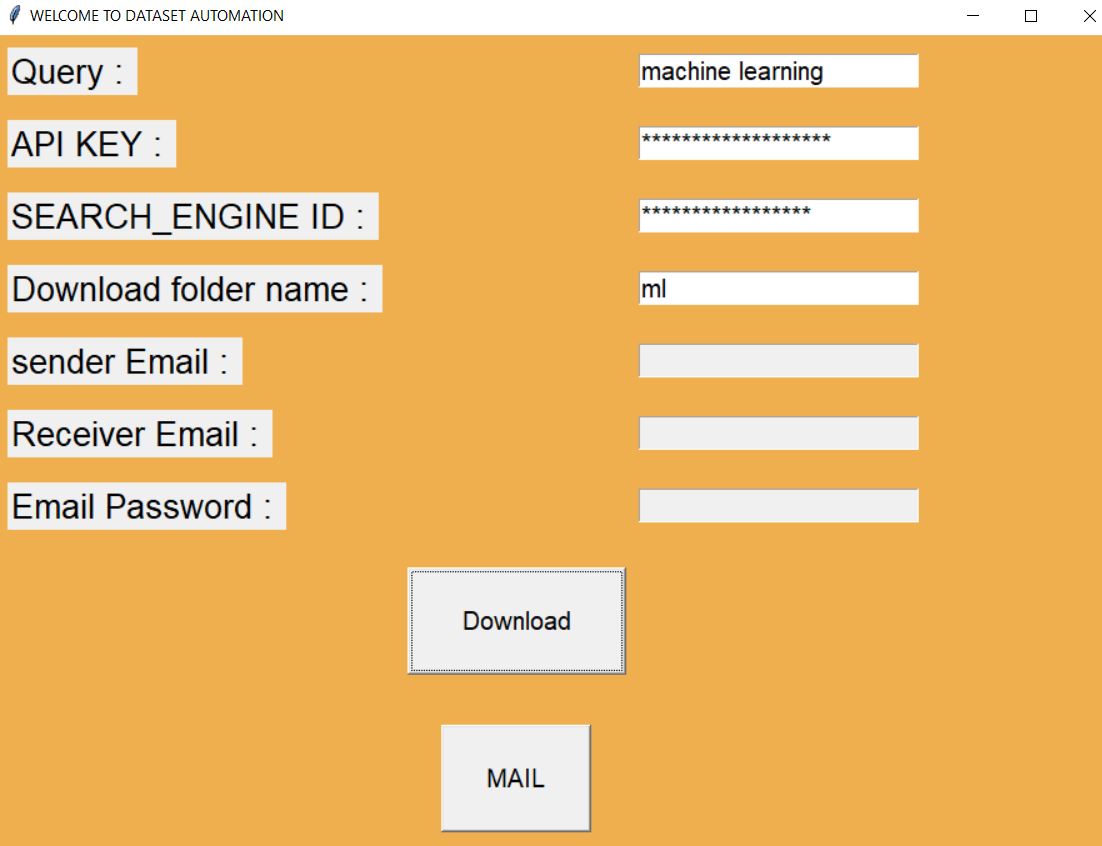 WELCOME TO DATASET AUTOMATION
Query : machine learning
API KEY : *******************
SEARCH_ENGINE ID : *****************
Download folder name : ml
sender Email :
Receiver Email :
Email Password :
Download
MAIL